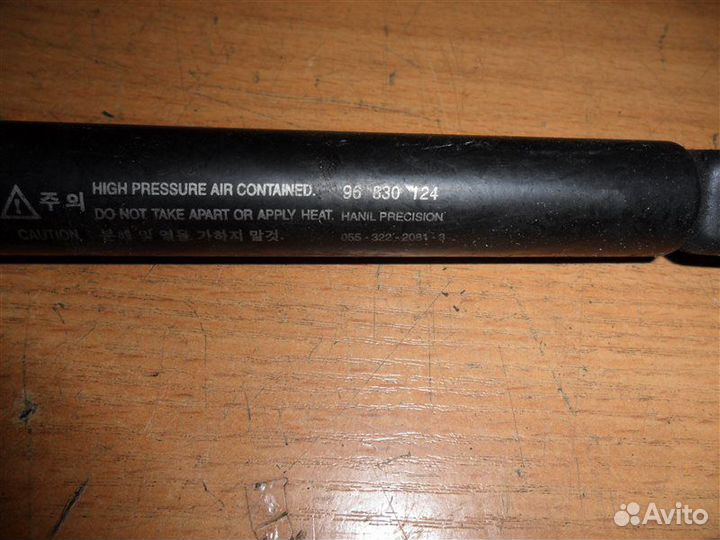 주의 HIGH PRESSURE AIR CONTAINED. 96 830 124
DO NOT TAKE APART OR APPLY HEAT. HANIL PRECISION
CAUTION 분해 및 열을 가하지 말것. 055-322-2081~3
Avito